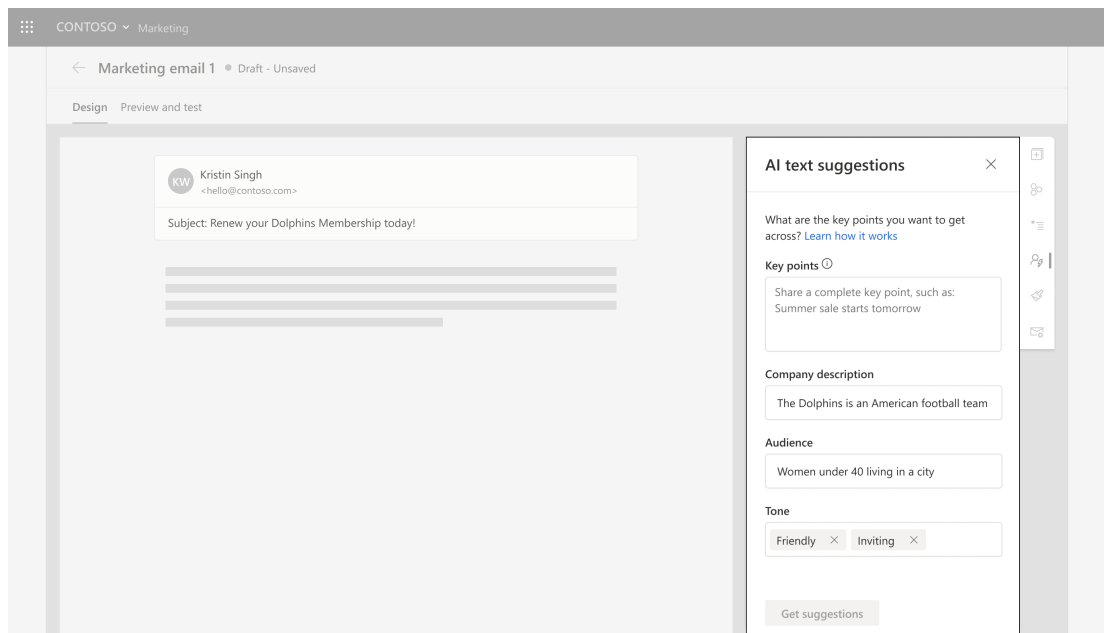 CONTOSO Marketing
Marketing email 1 Draft - Unsaved
Design Preview and test
KW
Kristin Singh
<hello@contoso.com>
Subject: Renew your Dolphins Membership today!
AI text suggestions
What are the key points you want to get
across? Learn how it works
Key points
Share a complete key point, such as:
Summer sale starts tomorrow
Company description
The Dolphins is an American football team
Audience
Women under 40 living in a city
Tone
Friendly Inviting
Get suggestions